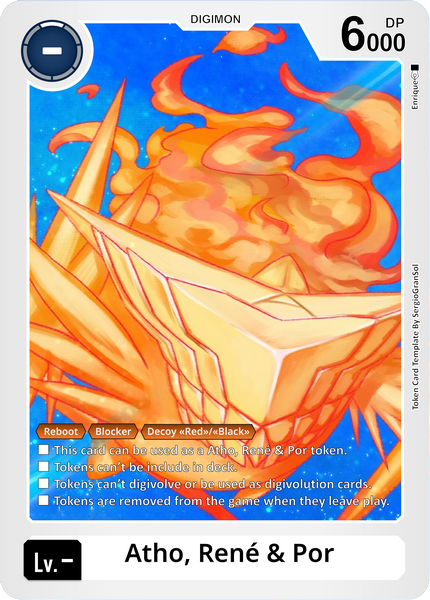 DIGIMON
-
DP
6000
Enrique
Token Card Template By SergioGranSol
Reboot Blocker Decoy «Red»/«Black»
This card can be used as a Atho, René & Por token.
Tokens can't be include in deck.
Tokens can't digivolve or be used as digivolution cards.
Tokens are removed from the game when they leave play.
Lv.-
Atho, René & Por